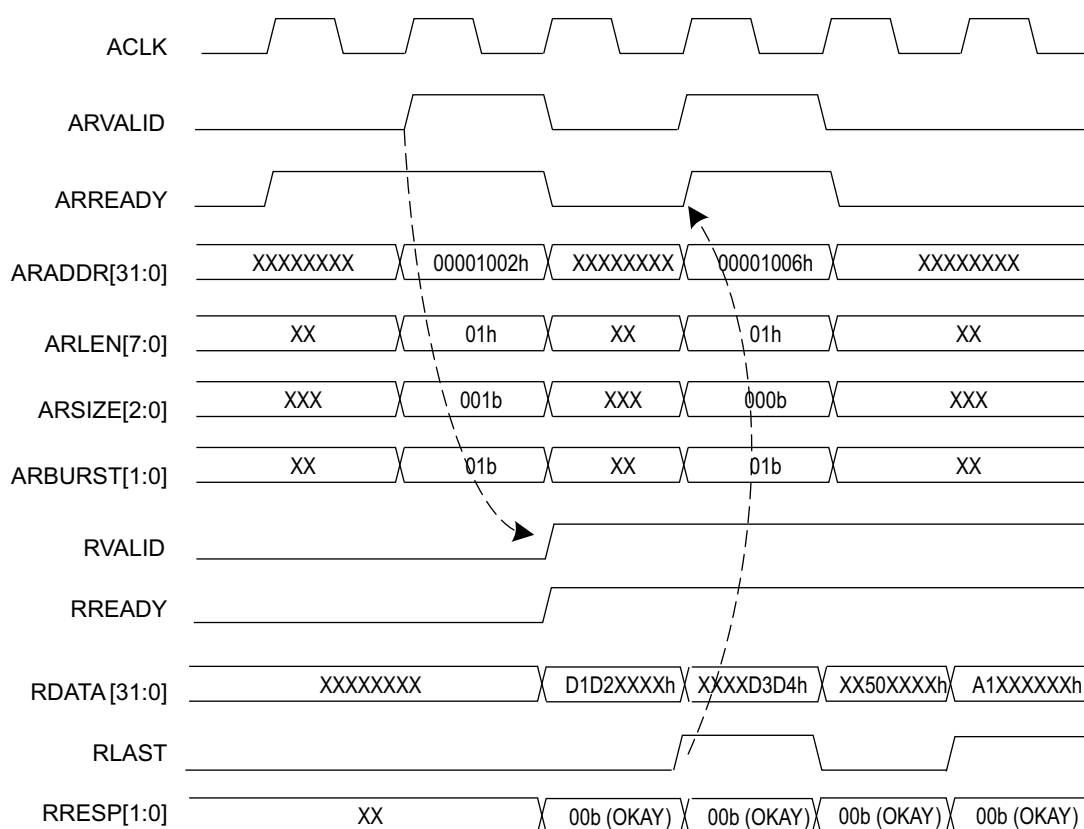 ACLK
ARVALID
ARREADY
ARADDR[31:0] XXXXXXXX 00001002h XXXXXXXX 00001006h XXXXXXXX
ARLEN[7:0] XX 01h XX 01h XX
ARSIZE[2:0] XXX 001b XXX 000b XXX
ARBURST[1:0] XX 01b XX 01b XX
RVALID
RREADY
RDATA [31:0] XXXXXXXX D1D2XXXXh XXXXD3D4h XX50XXXXh A1XXXXXXh
RLAST
RRESP[1:0] XX 00b (OKAY) 00b (OKAY) 00b (OKAY) 00b (OKAY)